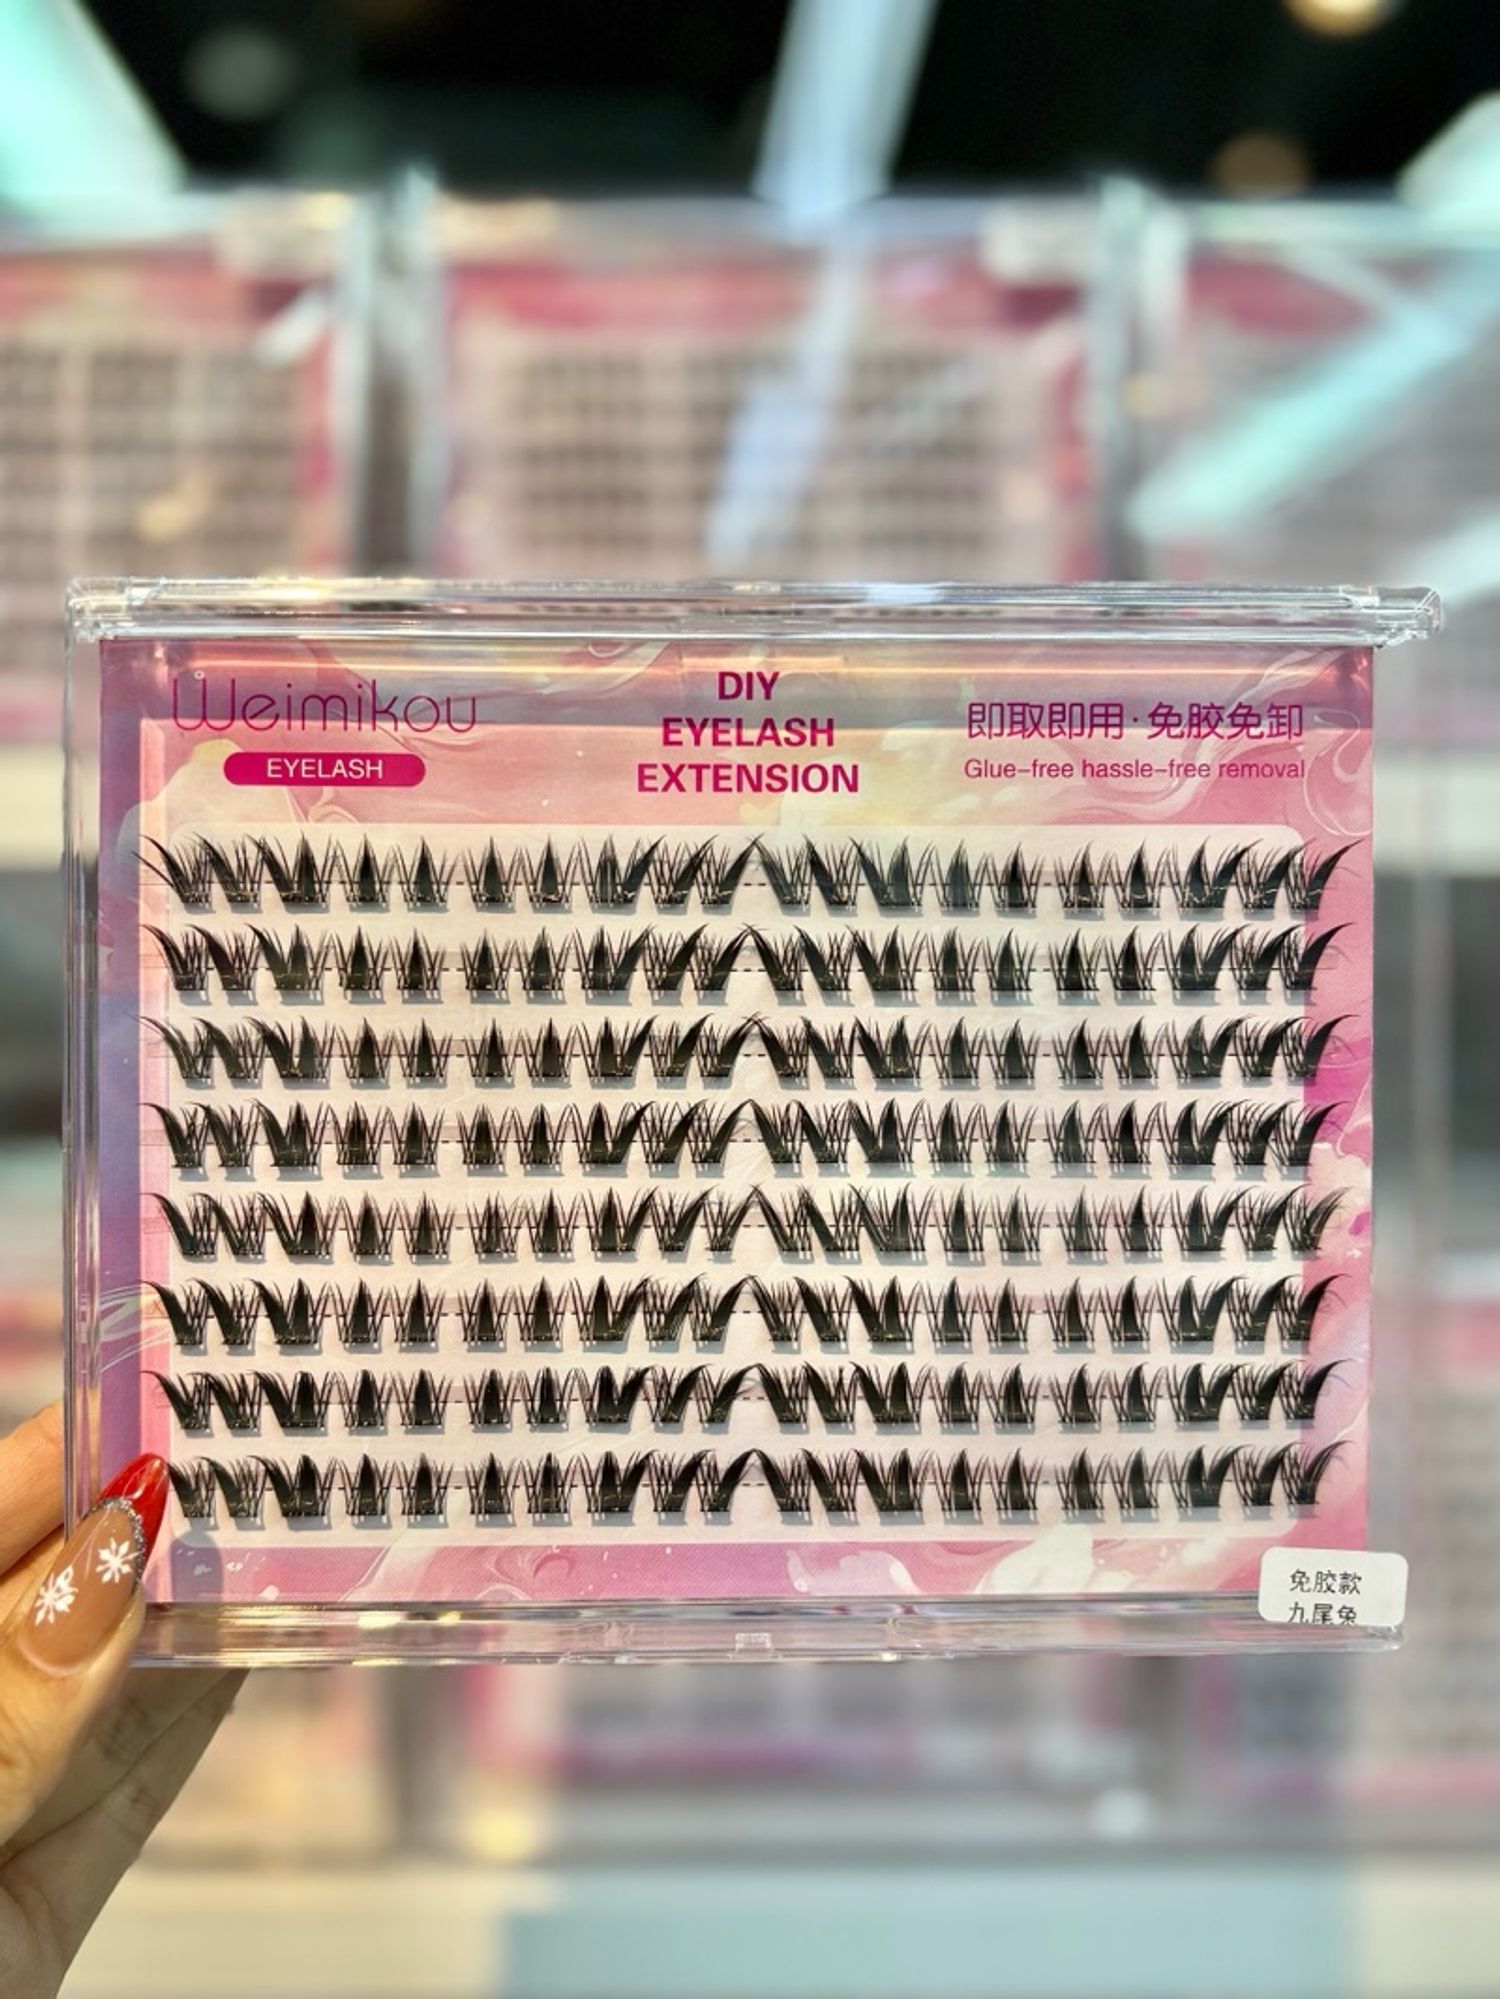 Weimikou
EYELASH
DIY
EYELASH
EXTENSION
即取即用·免胶免卸
Glue-free hassle-free removal
免胶款
九尾兔